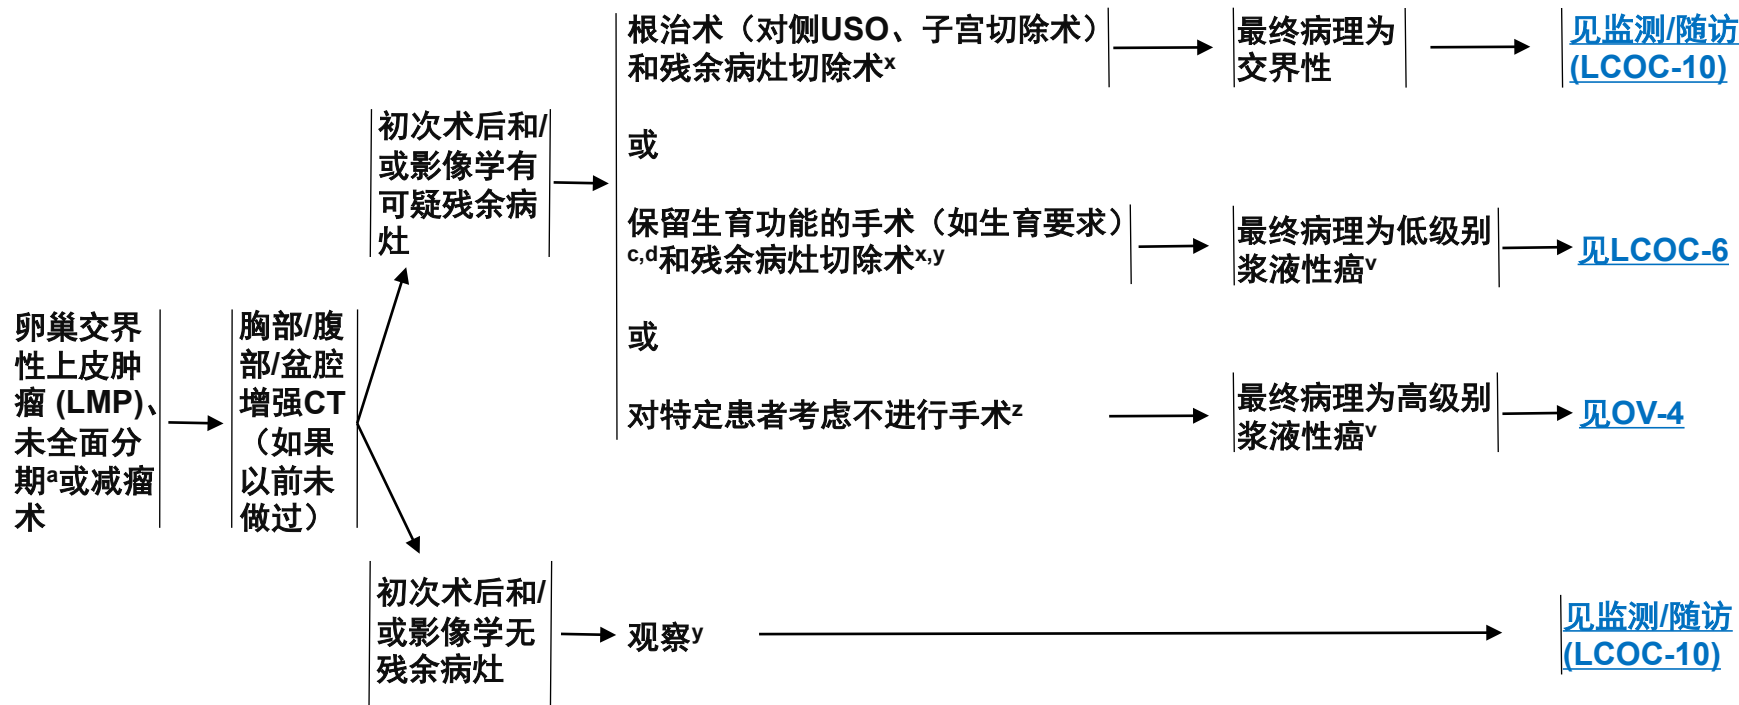 卵巢交界
性上皮肿
瘤 (LMP)、
未全面分
期a或减瘤
术
胸部/腹
部/盆腔
增强CT
（如果
以前未
做过）
初次术后和/
或影像学有
可疑残余病
灶
根治术（对侧USO、子宫切除术）
和残余病灶切除术x
或
保留生育功能的手术（如生育要求）
c,d和残余病灶切除术x,y
或
对特定患者考虑不进行手术z
最终病理为
交界性
见监测/随访
(LCOC-10)
最终病理为低级别
浆液性癌v
见LCOC-6
最终病理为高级别
浆液性癌v
见OV-4
初次术后和/
或影像学无
残余病灶
观察y
见监测/随访
(LCOC-10)